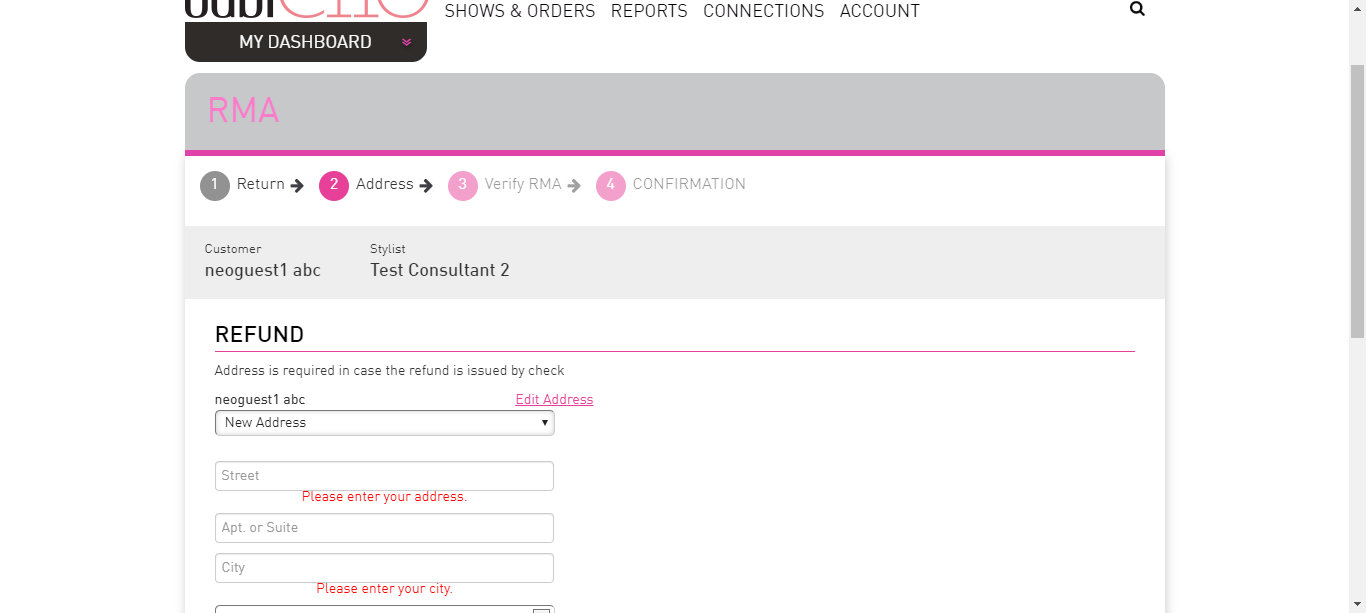 SHOWS & ORDERS REPORTS CONNECTIONS ACCOUNT
MY DASHBOARD
RMA
1 Return 2 Address 3 Verify RMA 4 CONFIRMATION
Customer Stylist
neoguest1 abc Test Consultant 2
REFUND
Address is required in case the refund is issued by check
neoguest1 abc Edit Address
New Address
Street
Please enter your address.
Apt. or Suite
City
Please enter your city.